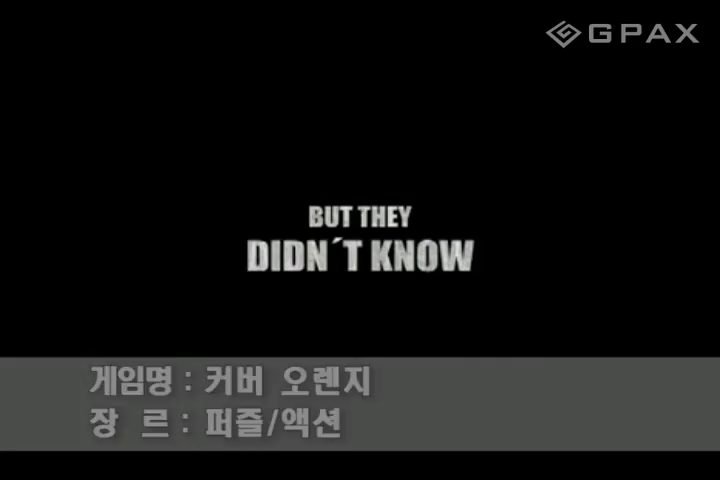 GPAX
BUT THEY
DIDN´T KNOW
게임명 : 커버 오렌지
장 르 : 퍼즐/액션